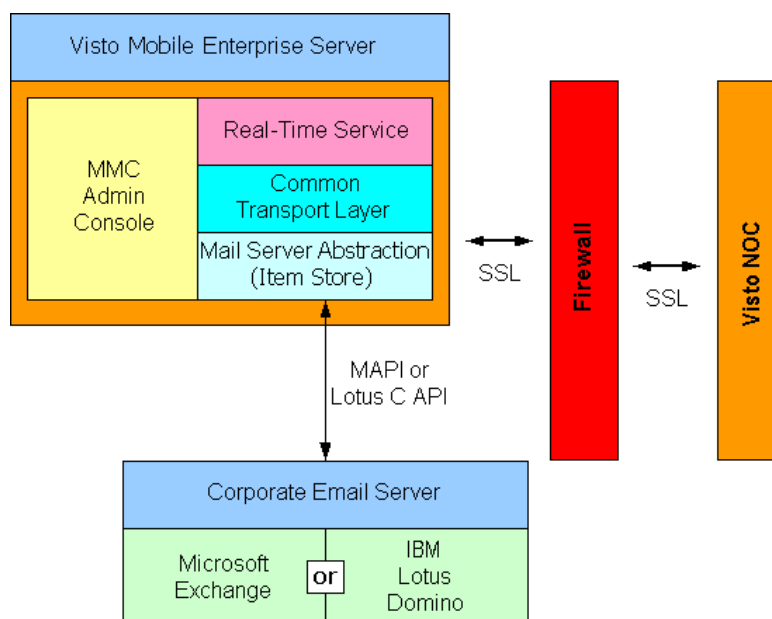 Visto Mobile Enterprise Server
MMC
Admin
Console
Real-Time Service
Common
Transport Layer
Mail Server Abstraction
(Item Store)
SSL
Firewall
SSL
Visto NOC
MAPI or
Lotus C API
Corporate Email Server
Microsoft
Exchange
or
IBM
Lotus
Domino